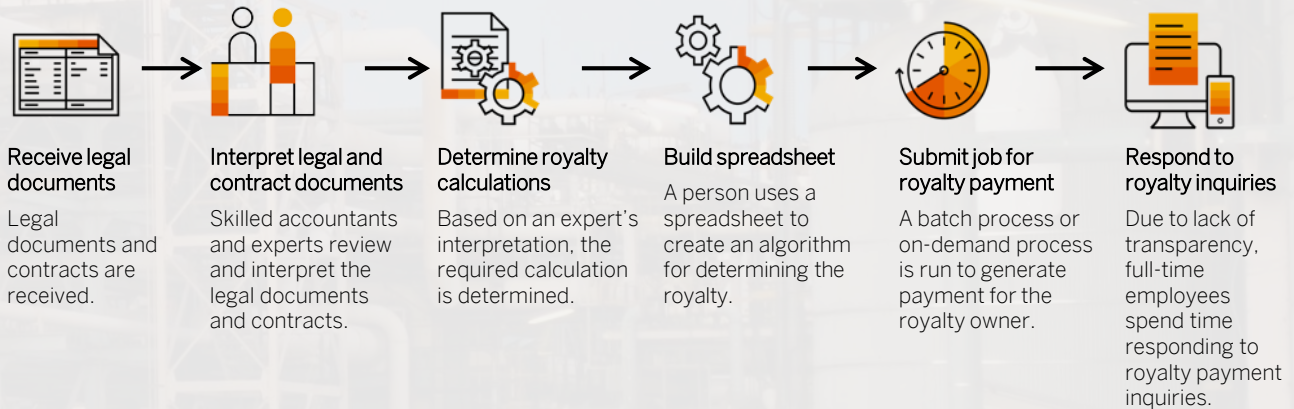 Receive legal
documents
Legal
documents and
contracts are
received.
Interpret legal and
contract documents
Skilled accountants
and experts review
and interpret the
legal documents
and contracts.
Determine royalty
calculations
Based on an expert's
interpretation, the
required calculation
is determined.
Build spreadsheet
A person uses a
spreadsheet to
create an algorithm
for determining the
royalty.
Submit job for
royalty payment
A batch process or
on-demand process
is run to generate
payment for the
royalty owner.
Respond to
royalty inquiries
Due to lack of
transparency,
full-time
employees
spend time
responding to
royalty payment
inquiries.